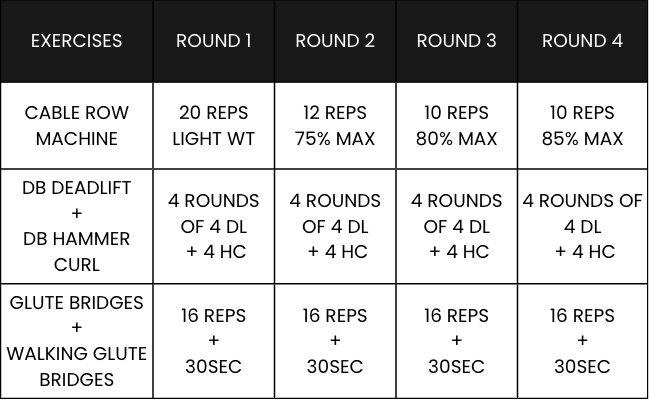 EXERCISES ROUND 1 ROUND 2 ROUND 3 ROUND 4
CABLE ROW
MACHINE
20 REPS
LIGHT WT
12 REPS
75% MAX
10 REPS
80% MAX
10 REPS
85% MAX
DB DEADLIFT
+
DB HAMMER
CURL
4 ROUNDS
OF 4 DL
+ 4 HC
4 ROUNDS
OF 4 DL
+ 4 HC
4 ROUNDS
OF 4 DL
+ 4 HC
4 ROUNDS OF
4 DL
+ 4 HC
GLUTE BRIDGES
+
WALKING GLUTE
BRIDGES
16 REPS
+
30SEC
16 REPS
+
30SEC
16 REPS
+
30SEC
16 REPS
+
30SEC